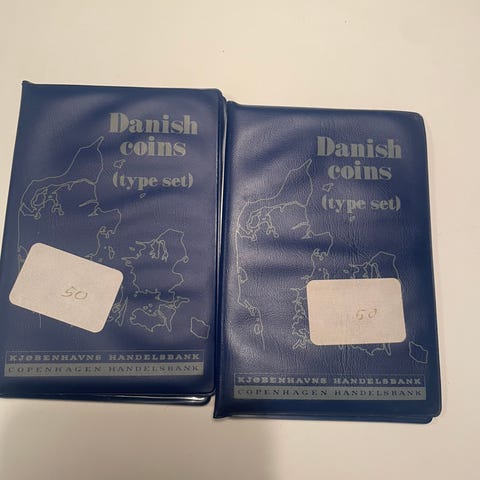 Danish
coins
(type set)
50
KJØBENHAVNS HANDELSBANK
COPENHAGEN HANDELSBANK
Danish
coins
(type set)
50
KJØBENHAVNS HANDELSBANK
COPENHAGEN HANDELSBANK